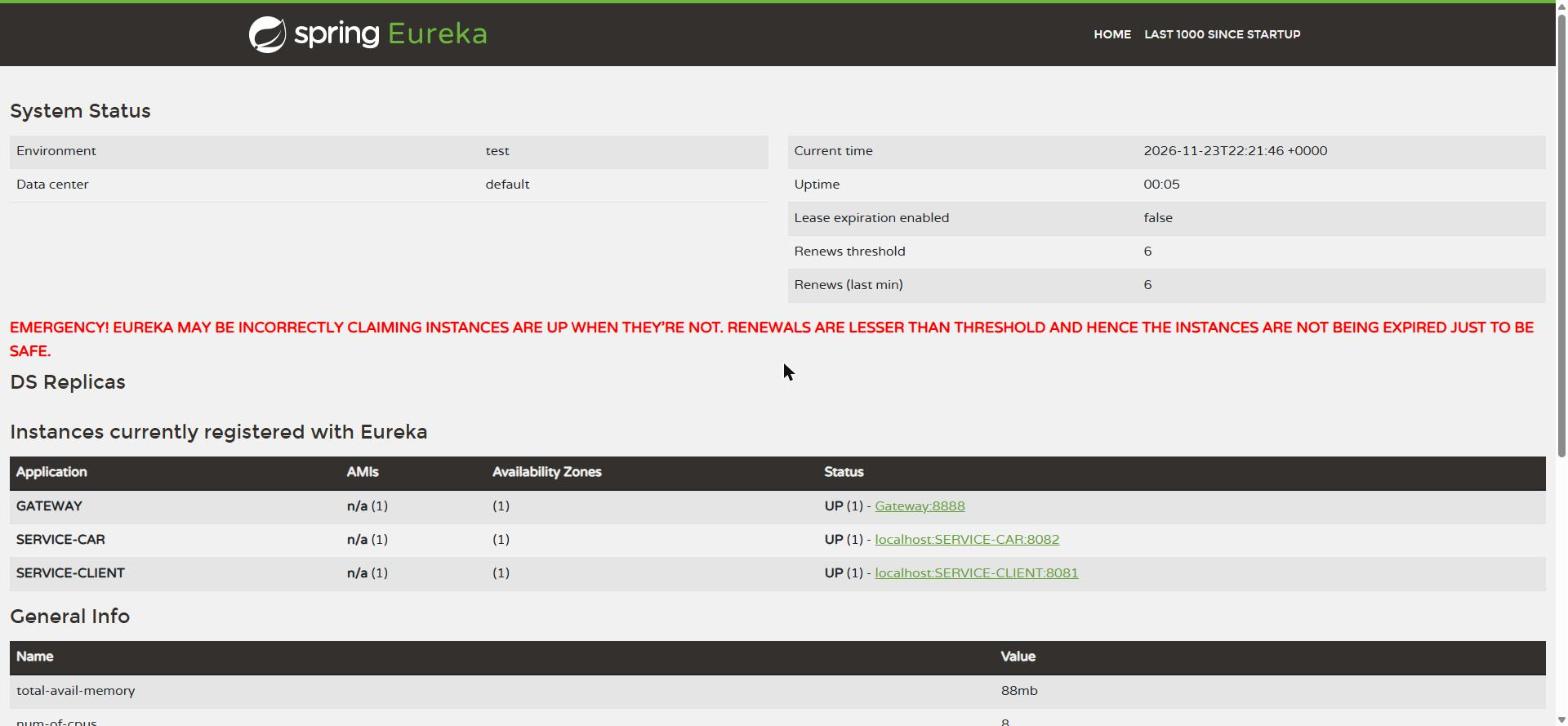 spring Eureka
HOME LAST 1000 SINCE STARTUP
System Status
Environment test
Data center default
Current time 2026-11-23T22:21:46 +0000
Uptime 00:05
Lease expiration enabled false
Renews threshold 6
Renews (last min) 6
EMERGENCY! EUREKA MAY BE INCORRECTLY CLAIMING INSTANCES ARE UP WHEN THEY'RE NOT. RENEWALS ARE LESSER THAN THRESHOLD AND HENCE THE INSTANCES ARE NOT BEING EXPIRED JUST TO BE
SAFE.
DS Replicas
Instances currently registered with Eureka
Application AMIs Availability Zones Status
GATEWAY n/a (1) (1) UP (1) - Gateway:8888
SERVICE-CAR n/a (1) (1) UP (1) - localhost:SERVICE-CAR:8082
SERVICE-CLIENT n/a (1) (1) UP (1) - localhost:SERVICE-CLIENT:8081
General Info
Name Value
total-avail-memory 88mb
num-of-cpus 8